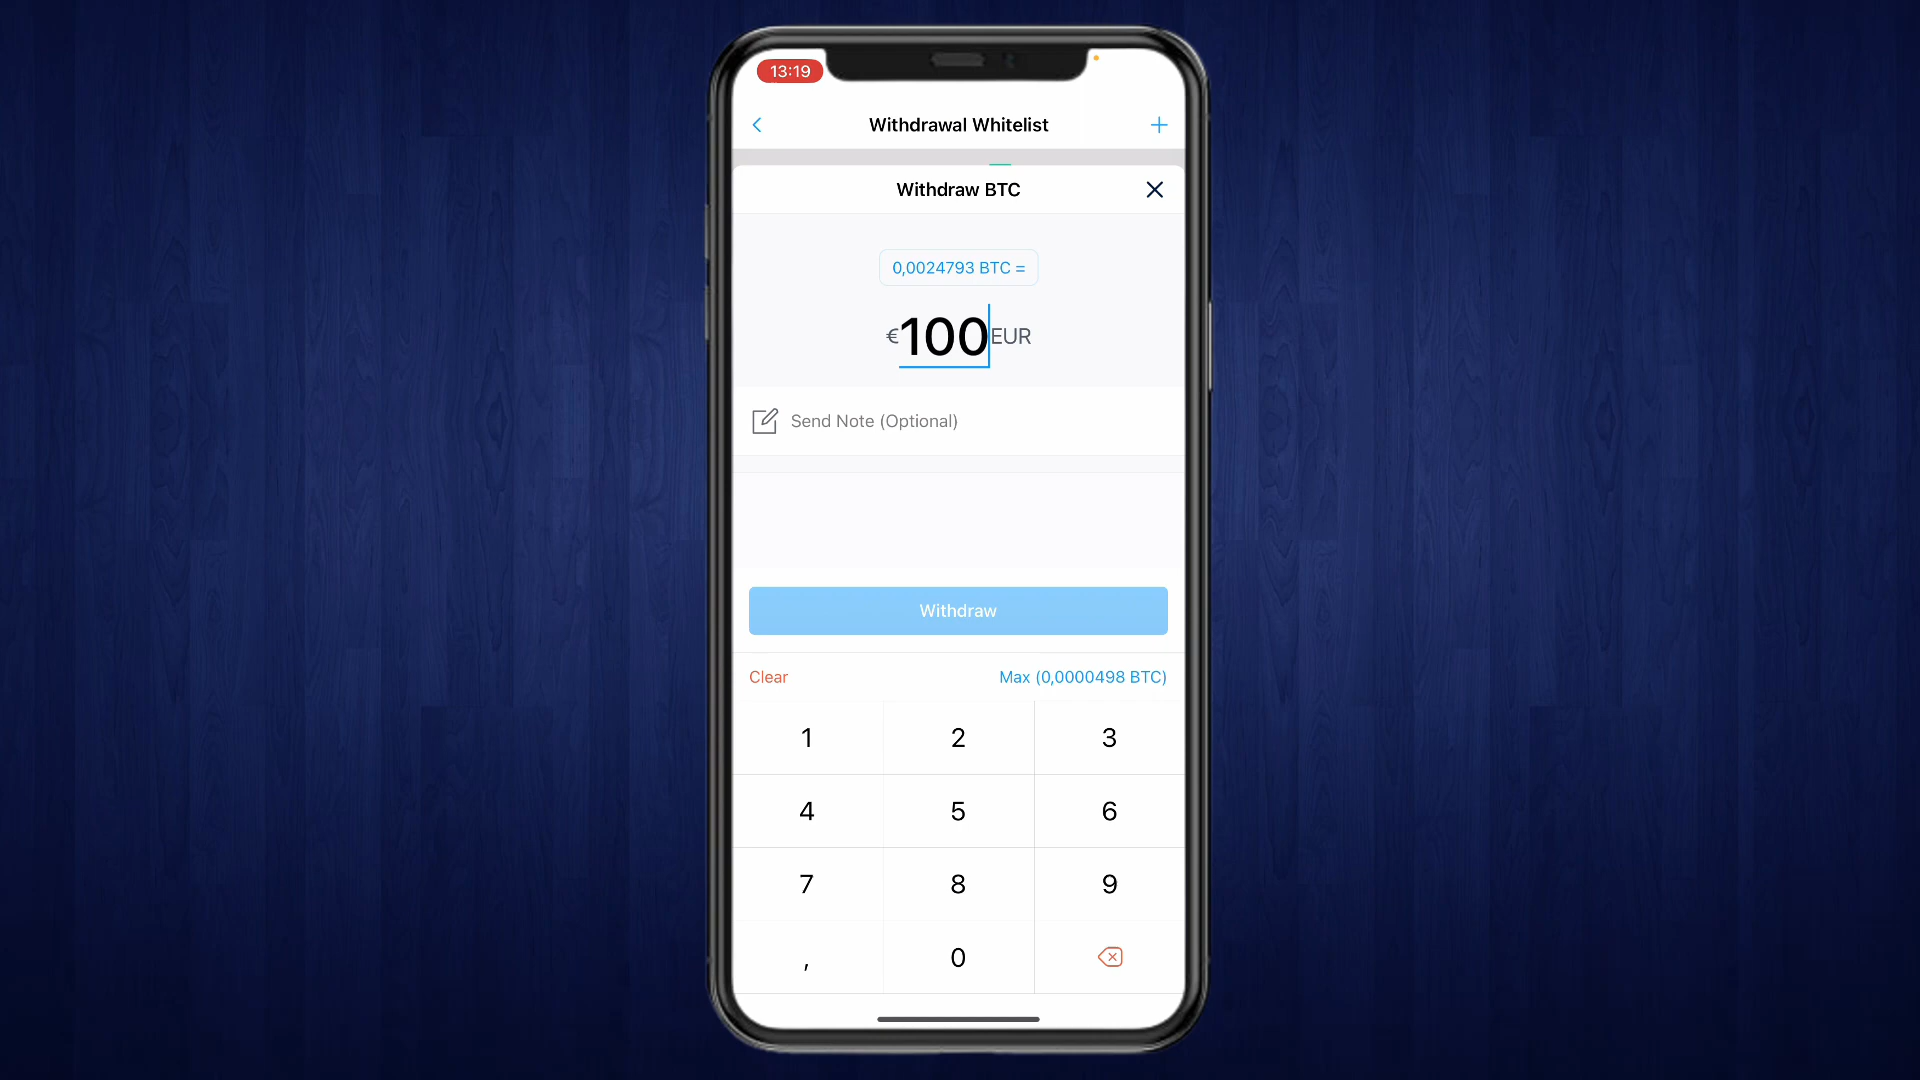 13:19
Withdrawal Whitelist
Withdraw BTC
0,0024793 BTC =
€100EUR
Send Note (Optional)
Withdraw
Clear Max (0,0000498 BTC)
1 2 3
4 5 6
7 8 9
, 0